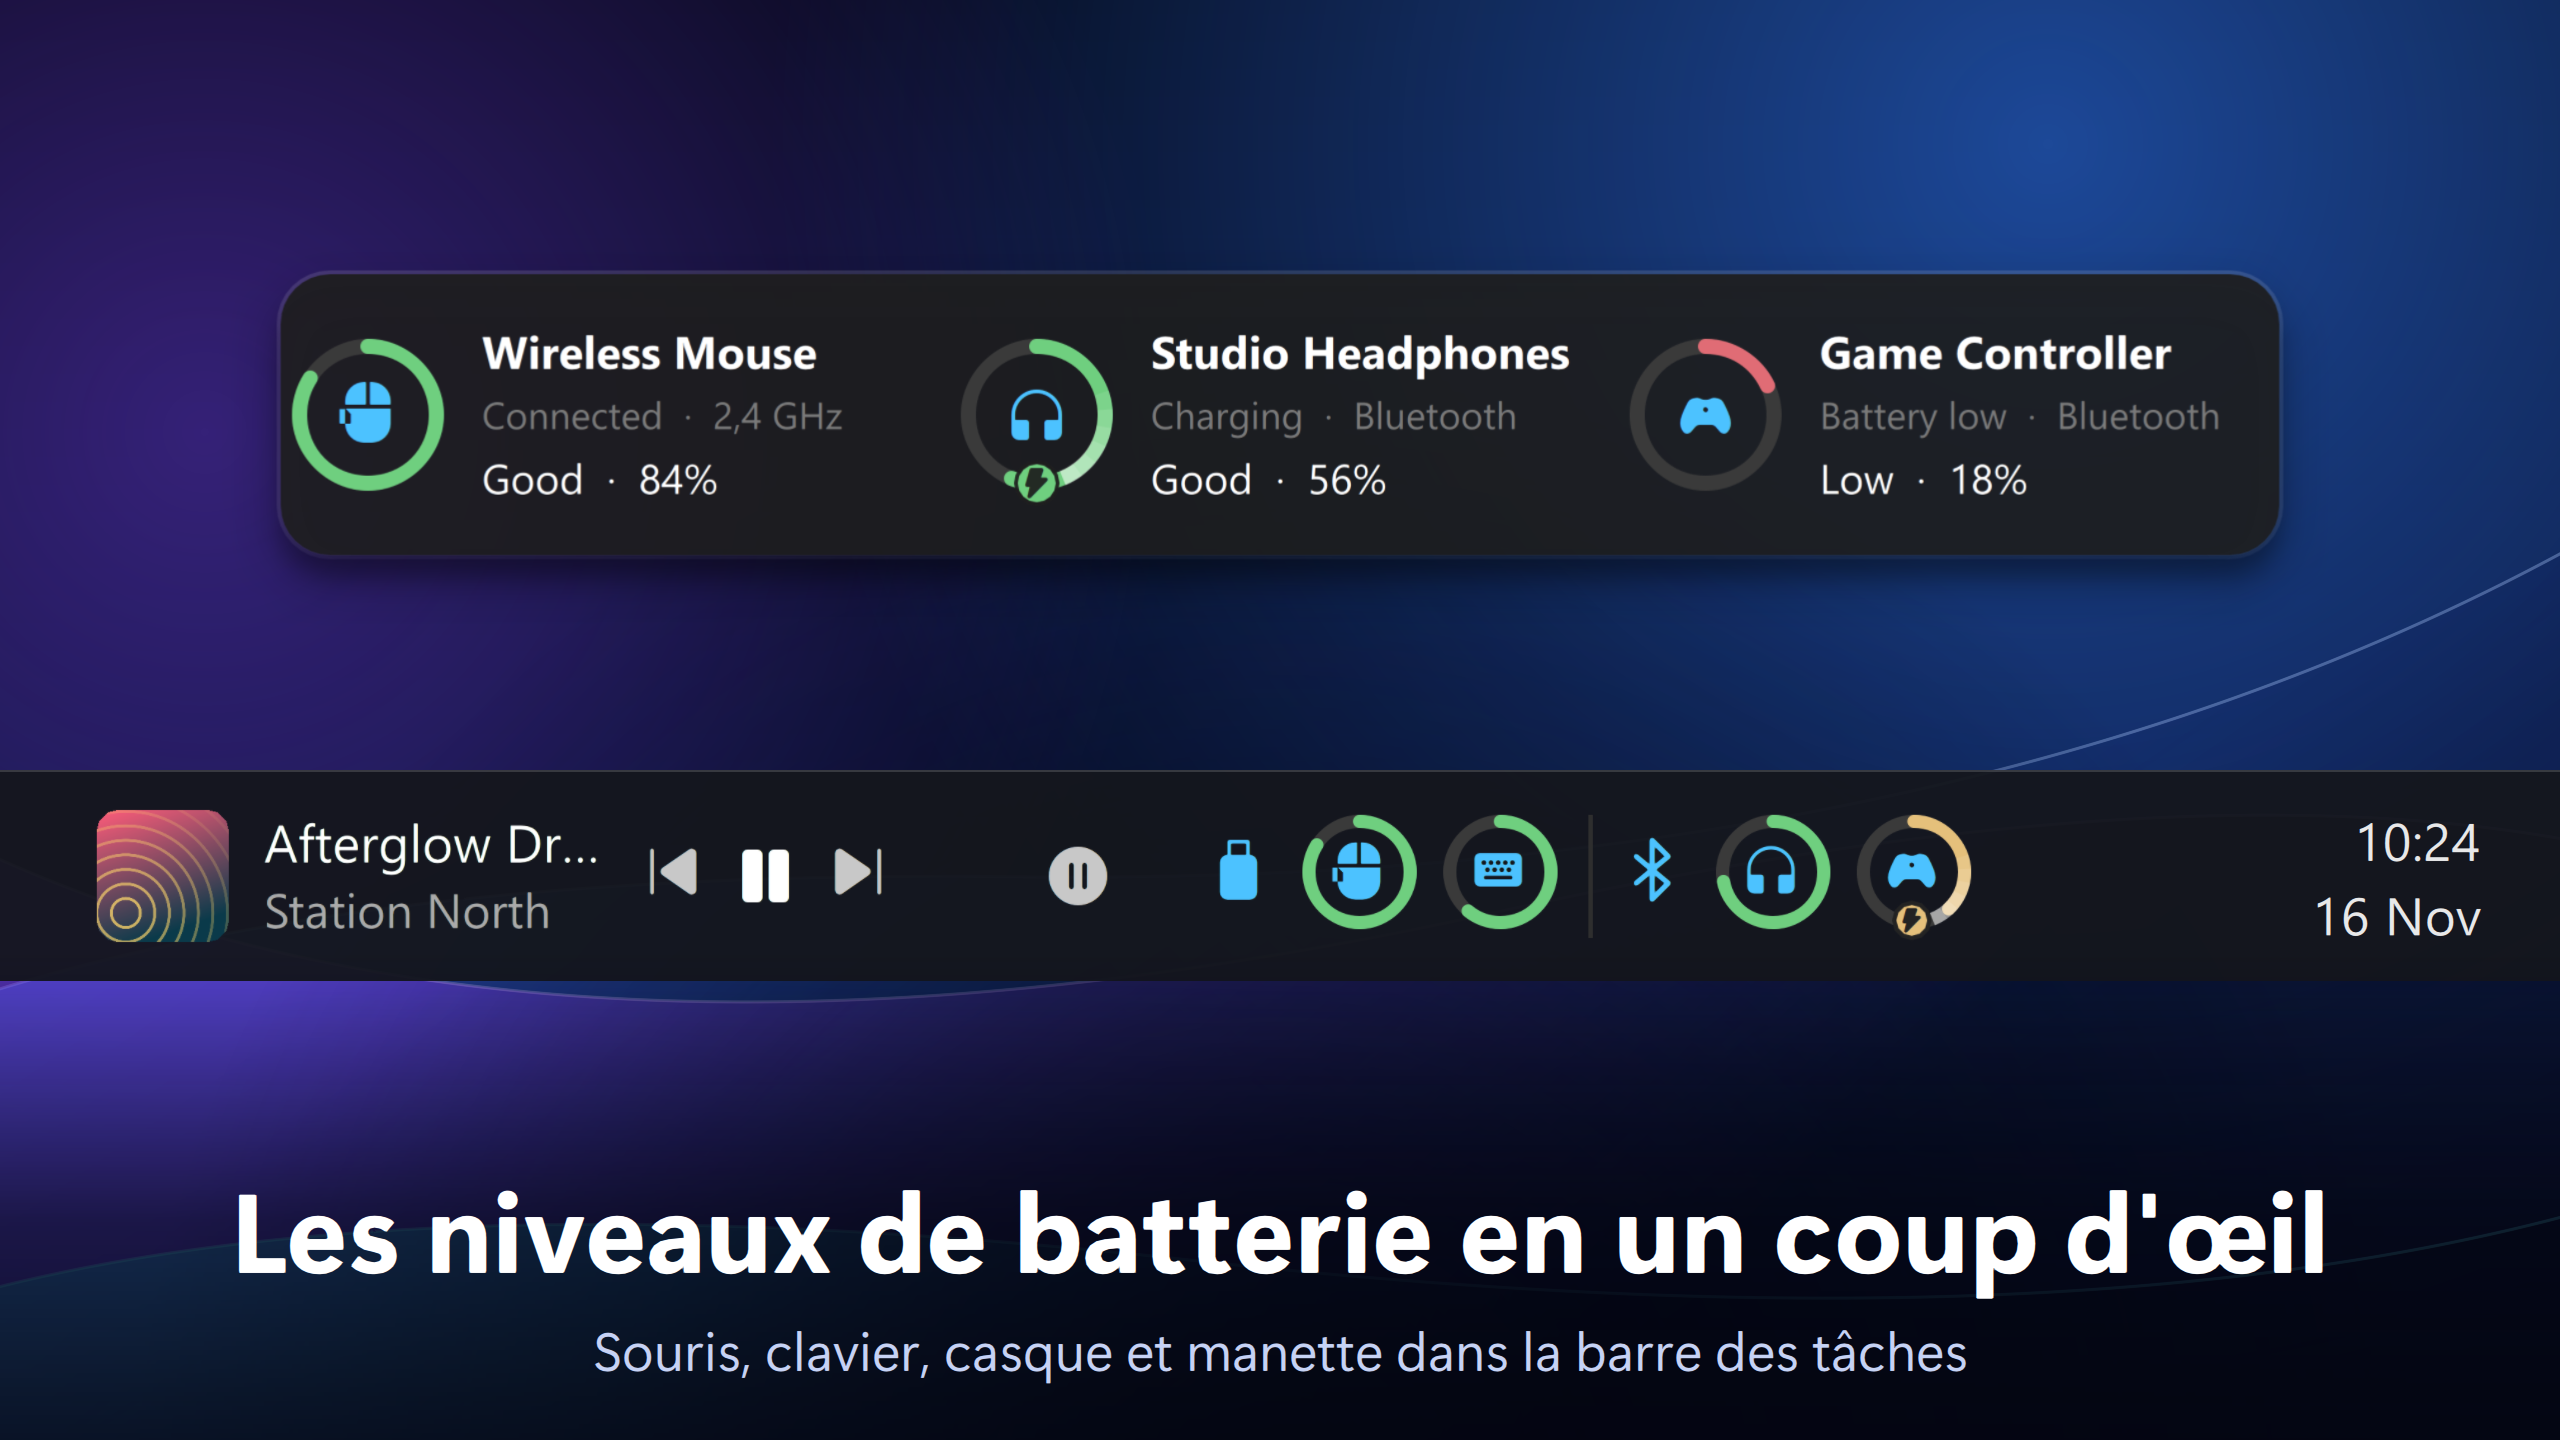 Wireless Mouse
Connected · 2,4 GHz
Good · 84%
Studio Headphones
Charging · Bluetooth
Good · 56%
Game Controller
Battery low · Bluetooth
Low · 18%
Afterglow Dr...
Station North
10:24
16 Nov
Les niveaux de batterie en un coup d'œil
Souris, clavier, casque et manette dans la barre des tâches